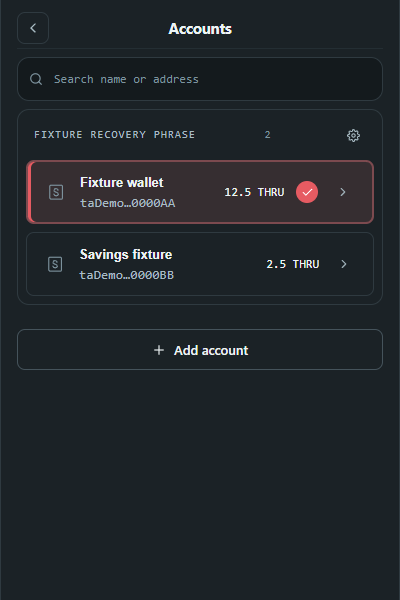 Accounts
Search name or address
FIXTURE RECOVERY PHRASE 2
S Fixture wallet 12.5 THRU
taDemo…0000AA
S Savings fixture 2.5 THRU
taDemo…0000BB
+ Add account